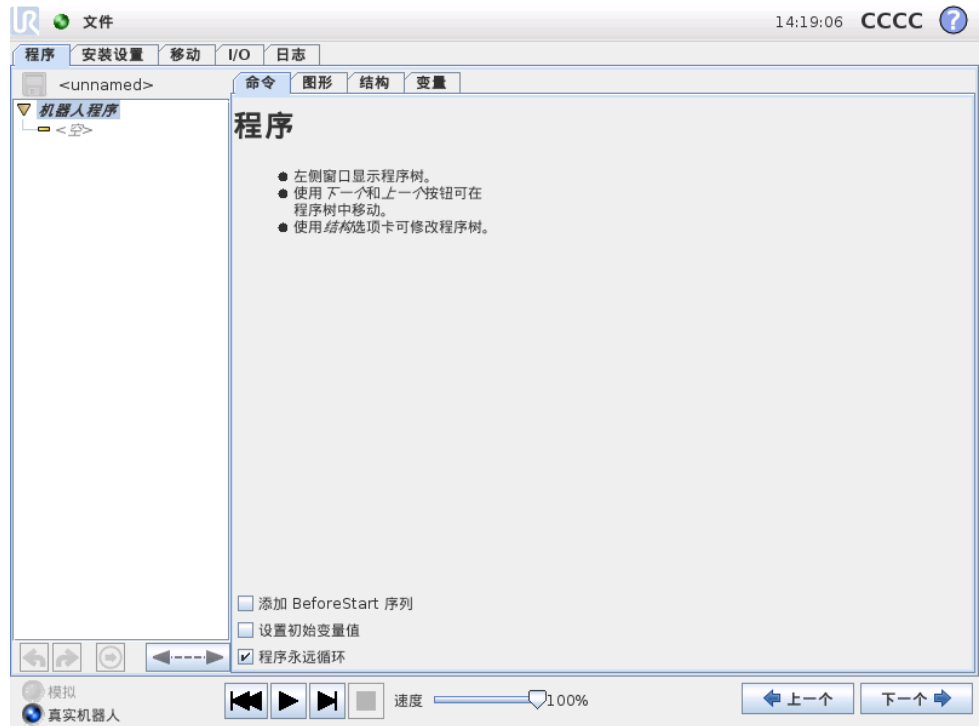 UR 文件 14:19:06 CCCC ?
程序 安装设置 移动 I/O 日志
<unnamed> 命令 图形 结构 变量
机器人程序
<空>
程序
左侧窗口显示程序树。
使用下一个和上一个按钮可在
程序树中移动。
使用结构选项卡可修改程序树。
添加 BeforeStart 序列
设置初始变量值
程序永远循环
模拟
真实机器人
速度 100% 上一个 下一个